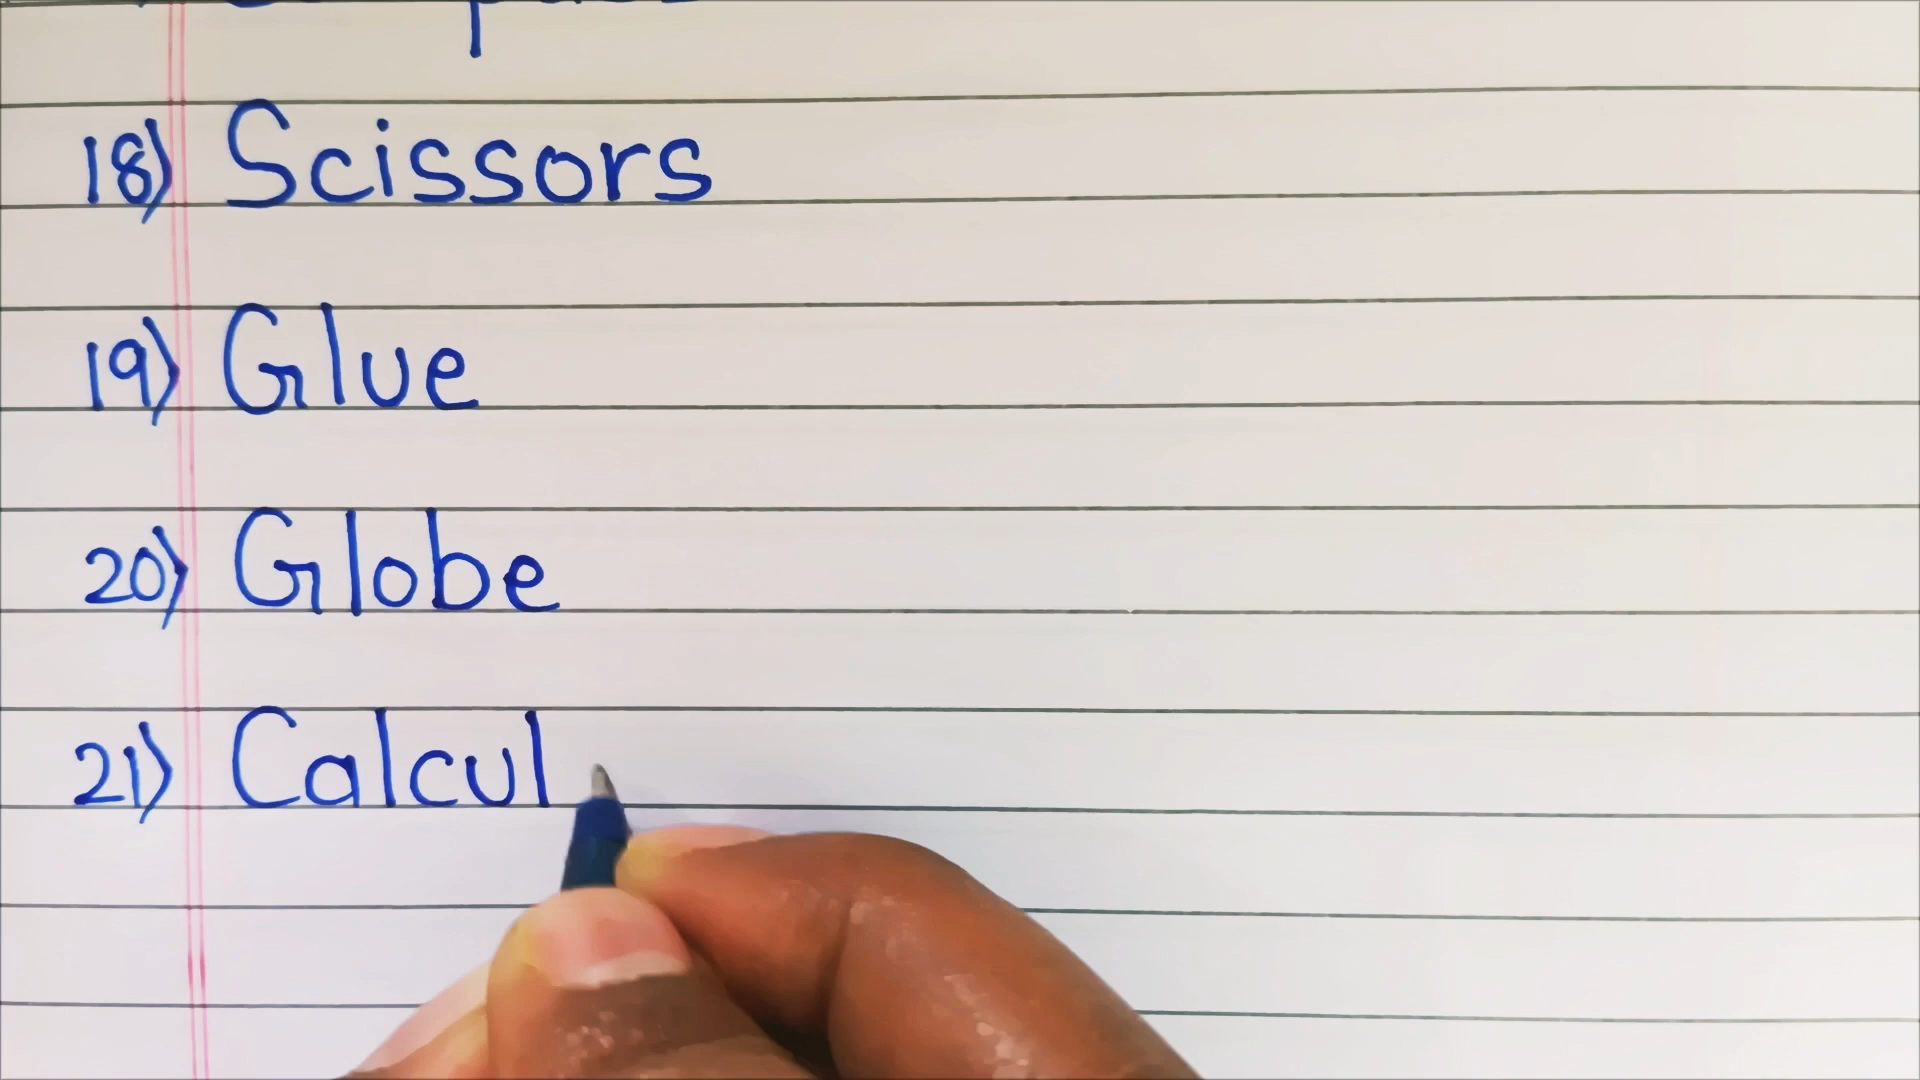 18) Scissors
19) Glue
20) Globe
21) Calcul